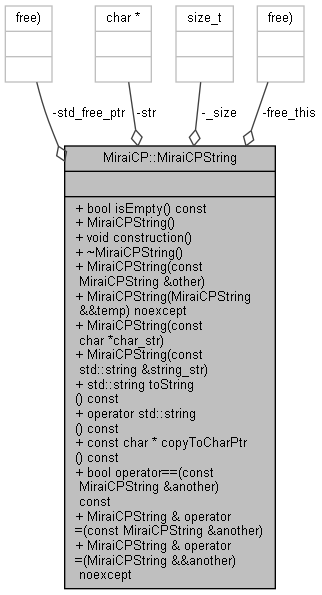 free)
char *
size_t
free)
-std_free_ptr
-str
-_size
-free_this
MiraiCP::MiraiCPString
+ bool isEmpty() const
+ MiraiCPString()
+ void construction()
+ ~MiraiCPString()
+ MiraiCPString(const
MiraiCPString &other)
+ MiraiCPString(MiraiCPString
&&temp) noexcept
+ MiraiCPString(const
char *char_str)
+ MiraiCPString(const
std::string &string_str)
+ std::string toString
() const
+ operator std::string
() const
+ const char * copyToCharPtr
() const
+ bool operator==(const
MiraiCPString &another)
const
+ MiraiCPString & operator
=(const MiraiCPString &another)
+ MiraiCPString & operator
=(MiraiCPString &&another)
noexcept